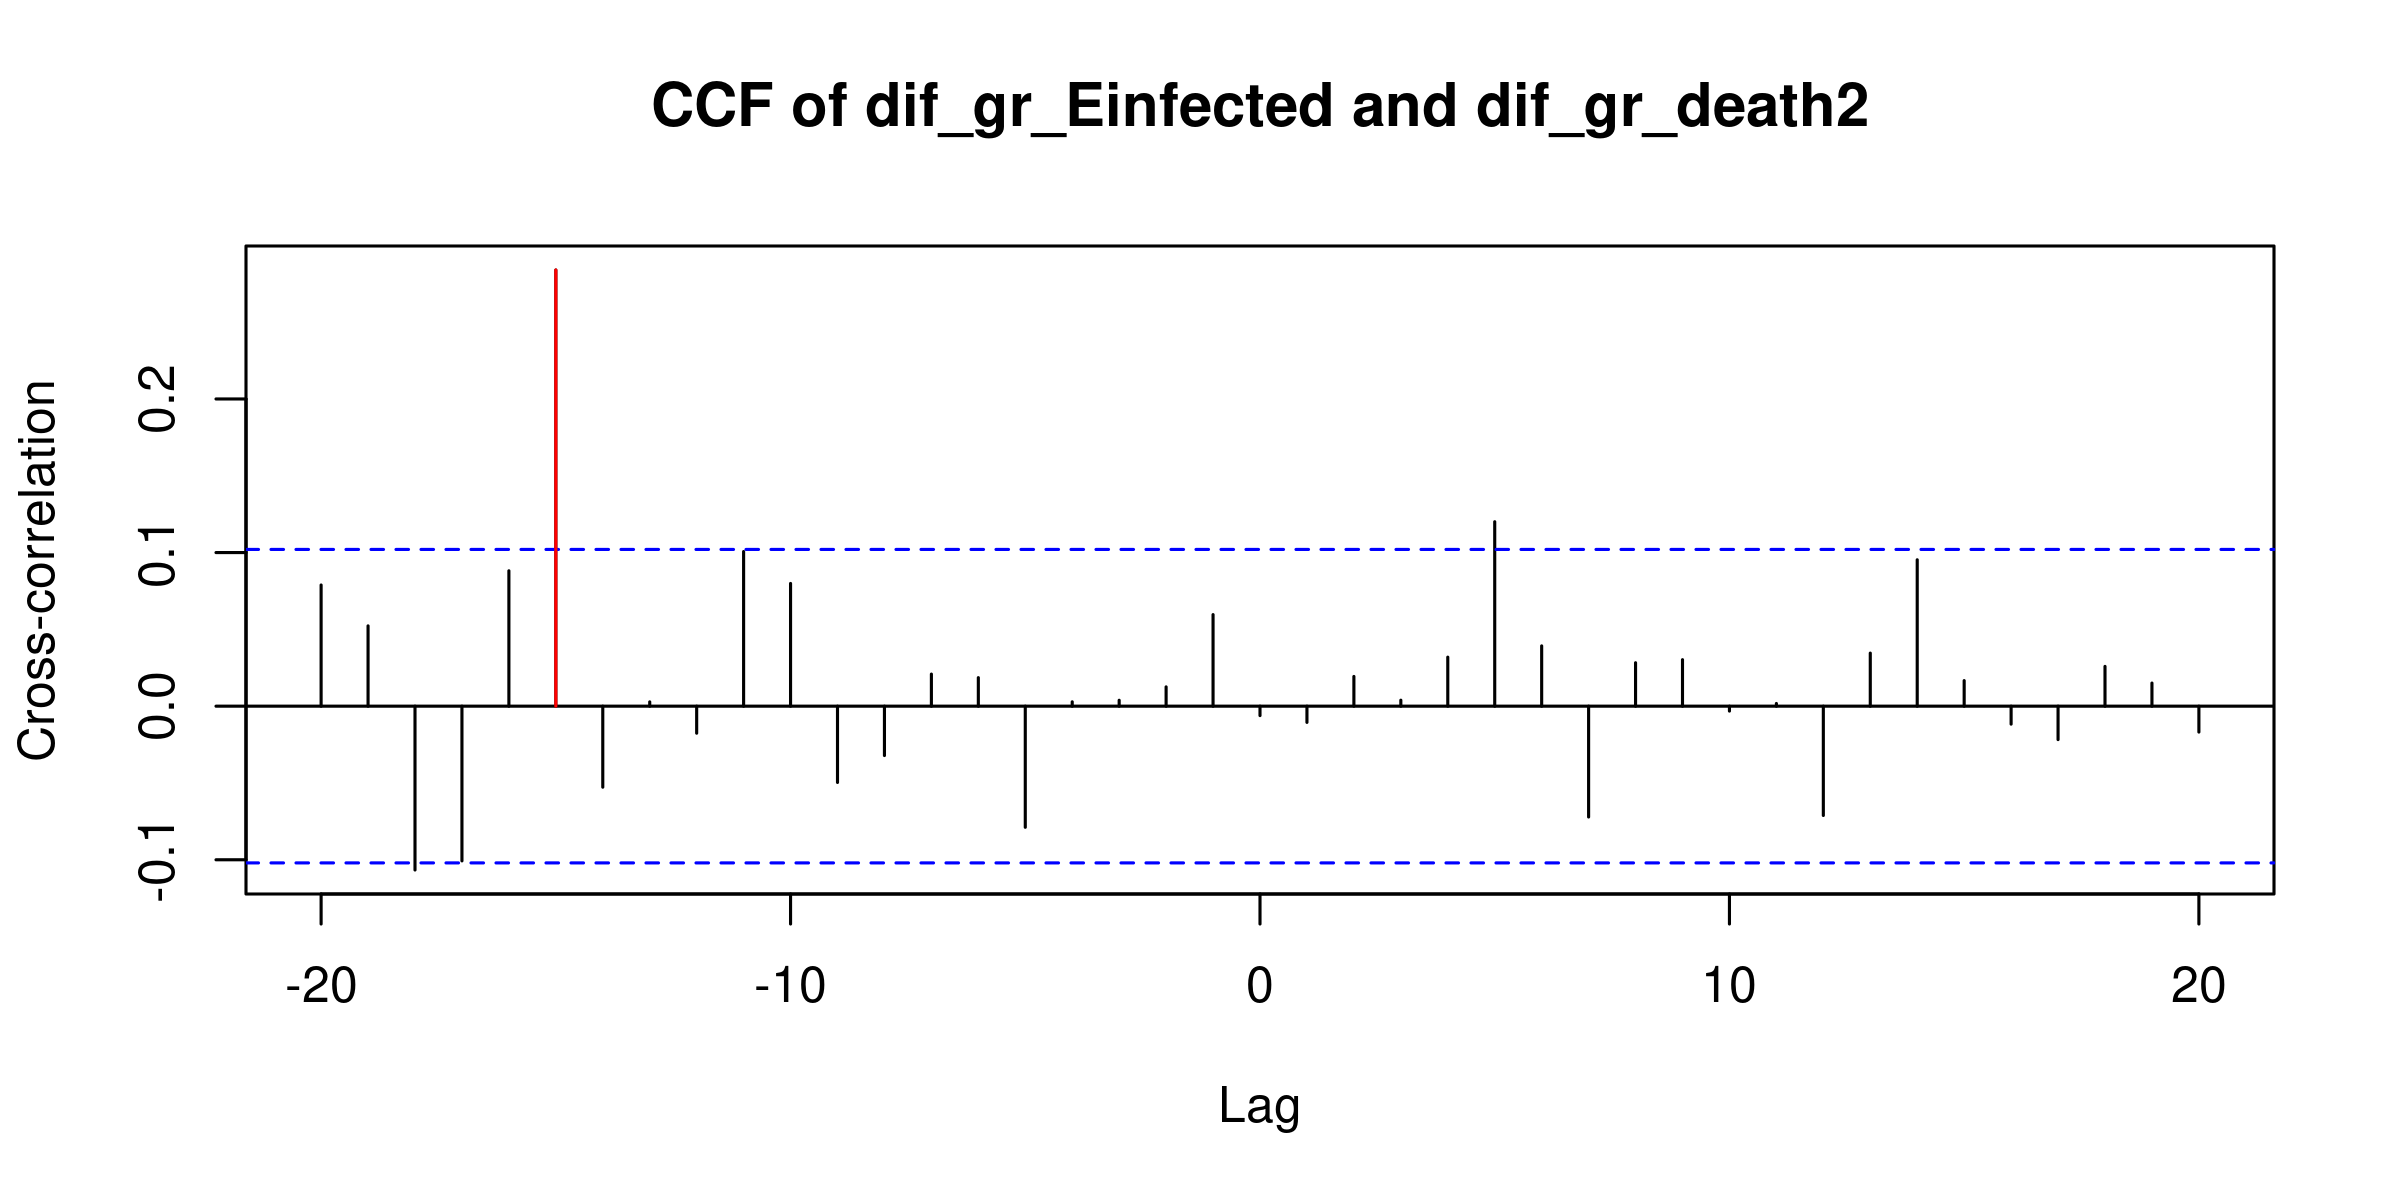 CCF of dif_gr_Einfected and dif_gr_death2
Cross-correlation
0.2
0.1
0.0
-0.1
-20 -10 0 10 20
Lag